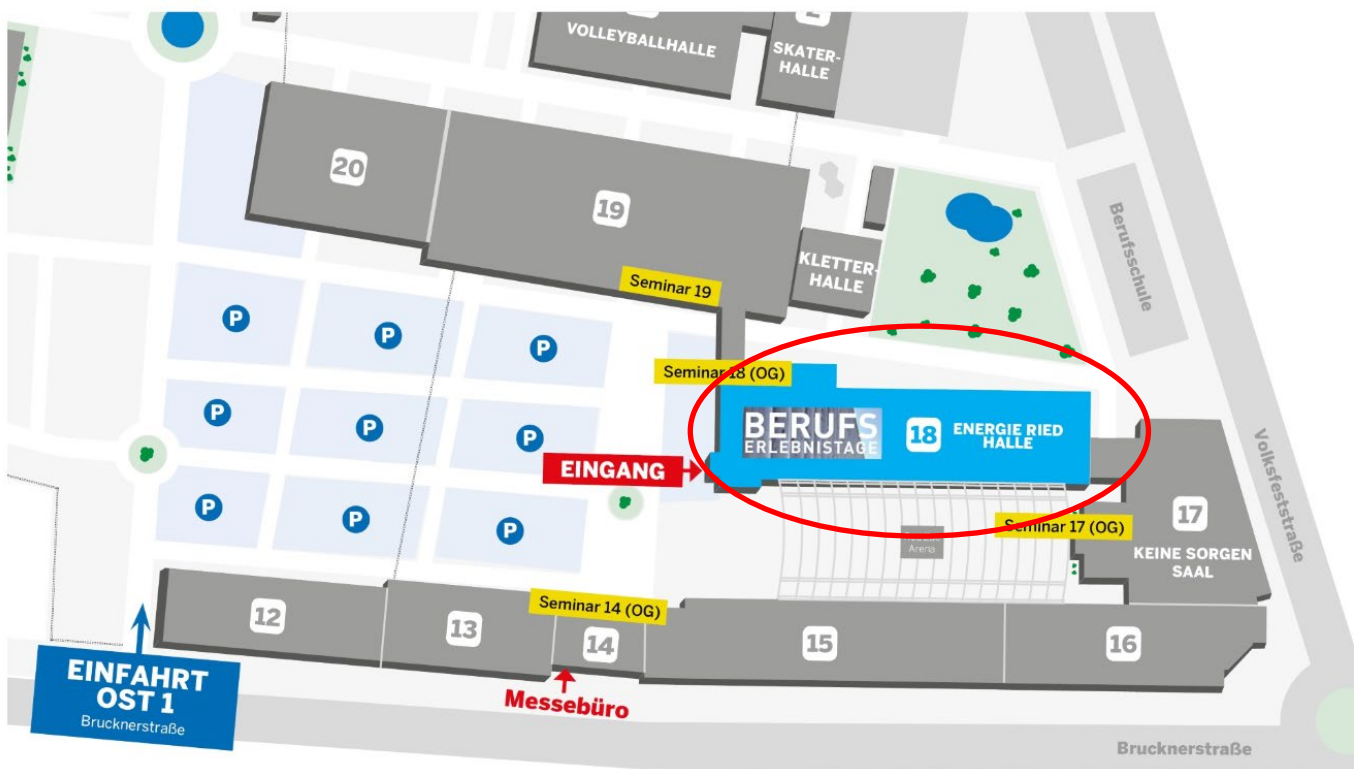 VOLLEYBALLHALLE
2
SKATER-
HALLE
20
19
KLETTER-
HALLE
Berufsschule
Seminar 19
P
P
P
Seminar 18 (OG)
P
P
P
BERUFS
ERLEBNISTAGE
18
ENERGIE RIED
HALLE
EINGANG
Volksfeststraße
P
P
P
Seminar 17 (OG)
17
KEINE SORGEN
SAAL
Arena
12
13
Seminar 14 (OG)
14
15
16
EINFAHRT
OST 1
Brucknerstraße
Messebüro
Brucknerstraße